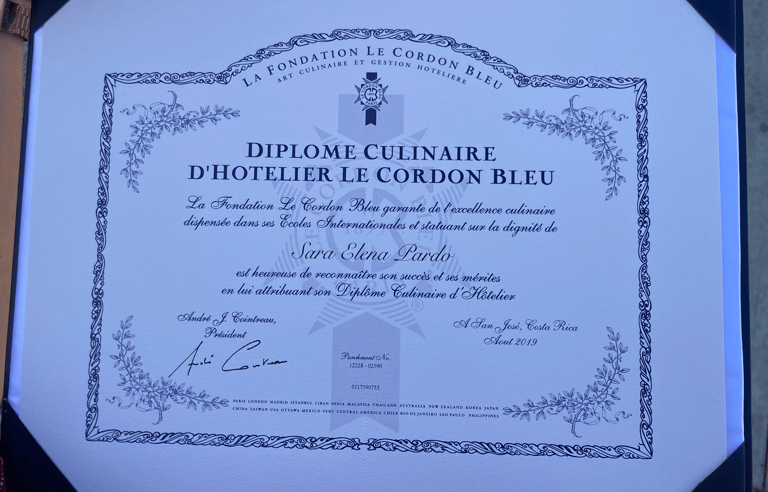 LA FONDATION LE CORDON BLEU
ART CULINAIRE ET GESTION HOTELIERE
DIPLOME CULINAIRE
D'HOTELIER LE CORDON BLEU
La Fondation Le Cordon Bleu garante de l'excellence culinaire
dispensée dans ses Ecoles Internationales et statuant sur la dignité de
Sara Elena Pardo
est heureuse de reconnaître son succès et ses mérites
en lui attribuant son Diplôme Culinaire d'Hôtelier
André J. Cointreau,
Président
A San José, Costa Rica
Aout 2019
Parchment No.
12228 - 02390
0117590753
PARIS LONDON MADRID ISTANBUL LIBAN INDIA MALAYSIA THAILAND AUSTRALIA NEW ZEALAND KOREA JAPAN
CHINA TAIWAN USA OTTAWA MEXICO PERU CENTRAL AMERICA CHILE RIO DE JANEIRO SAO PAULO PHILIPPINES